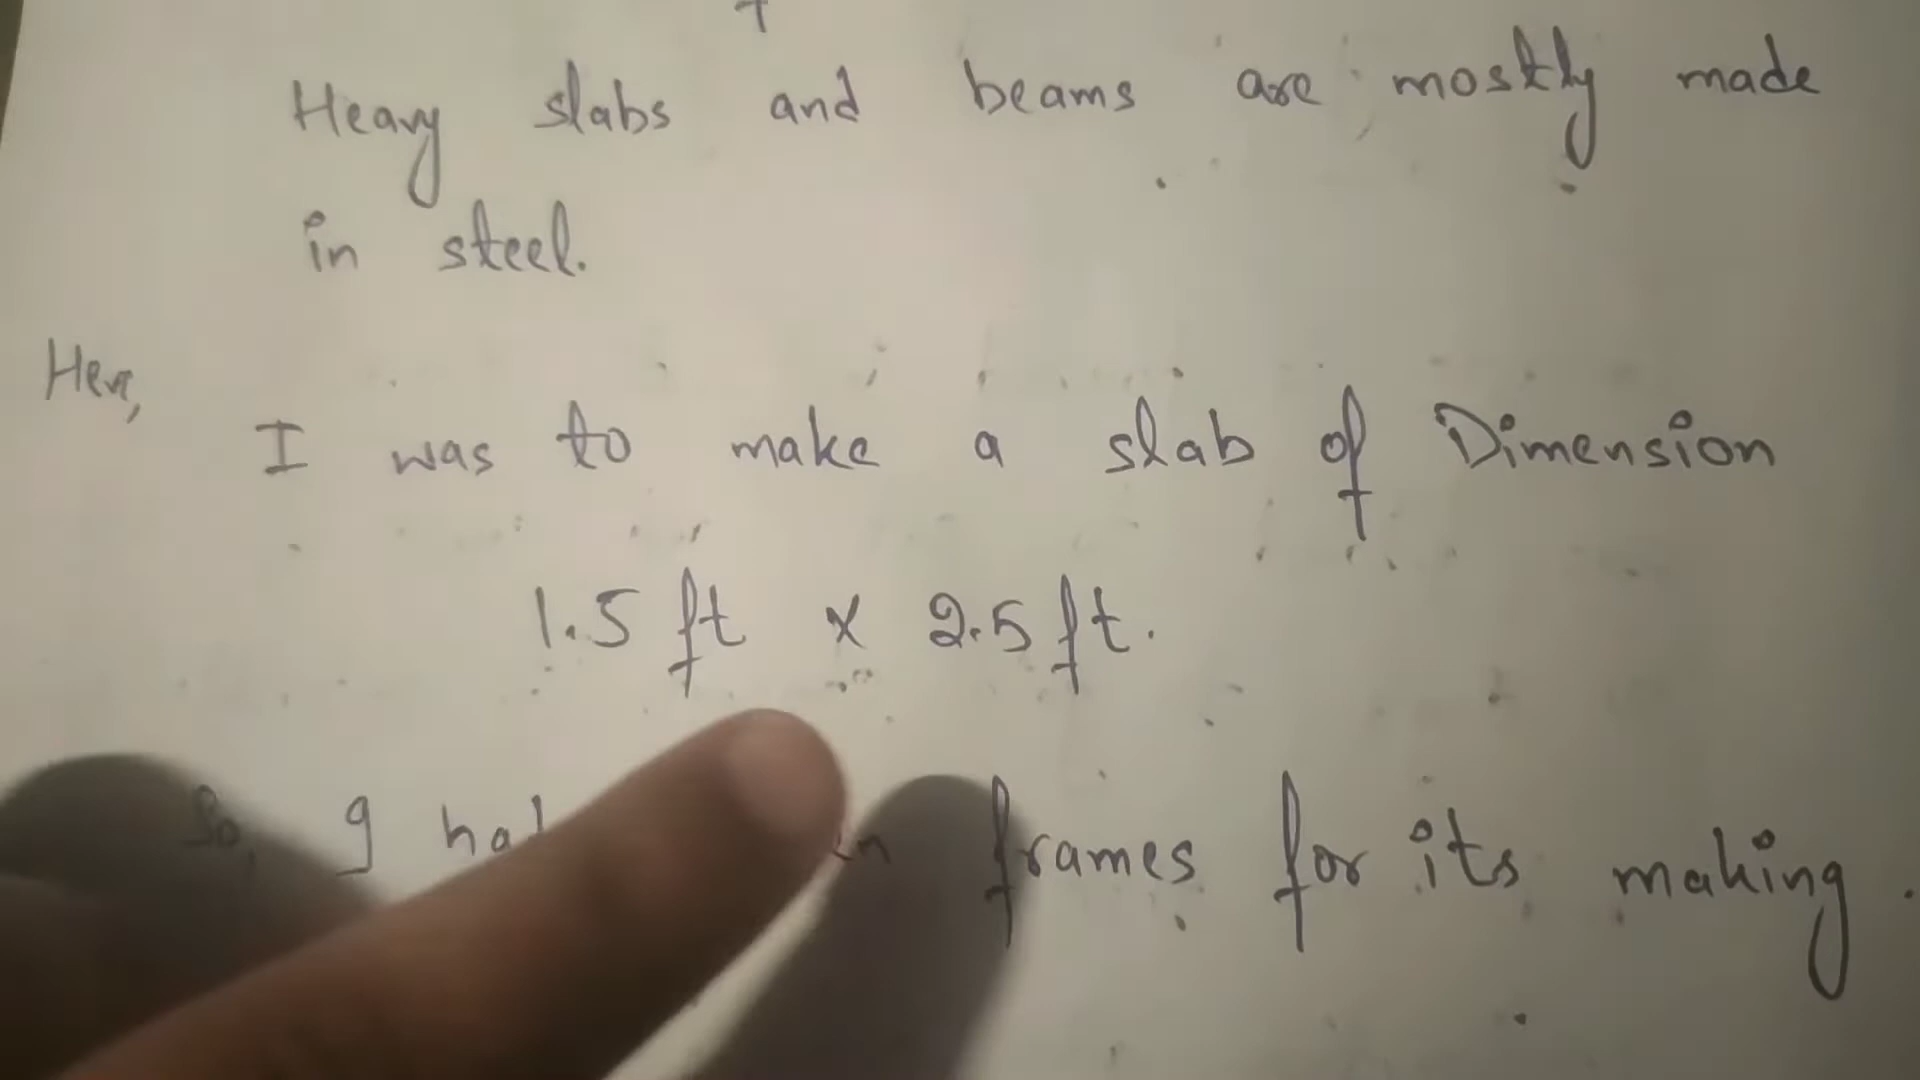 Heavy slabs and beams are mostly made
in steel.
Here,
I was to make a slab of Dimension
1.5 ft x 2.5 ft.
So, I had frames for its making.